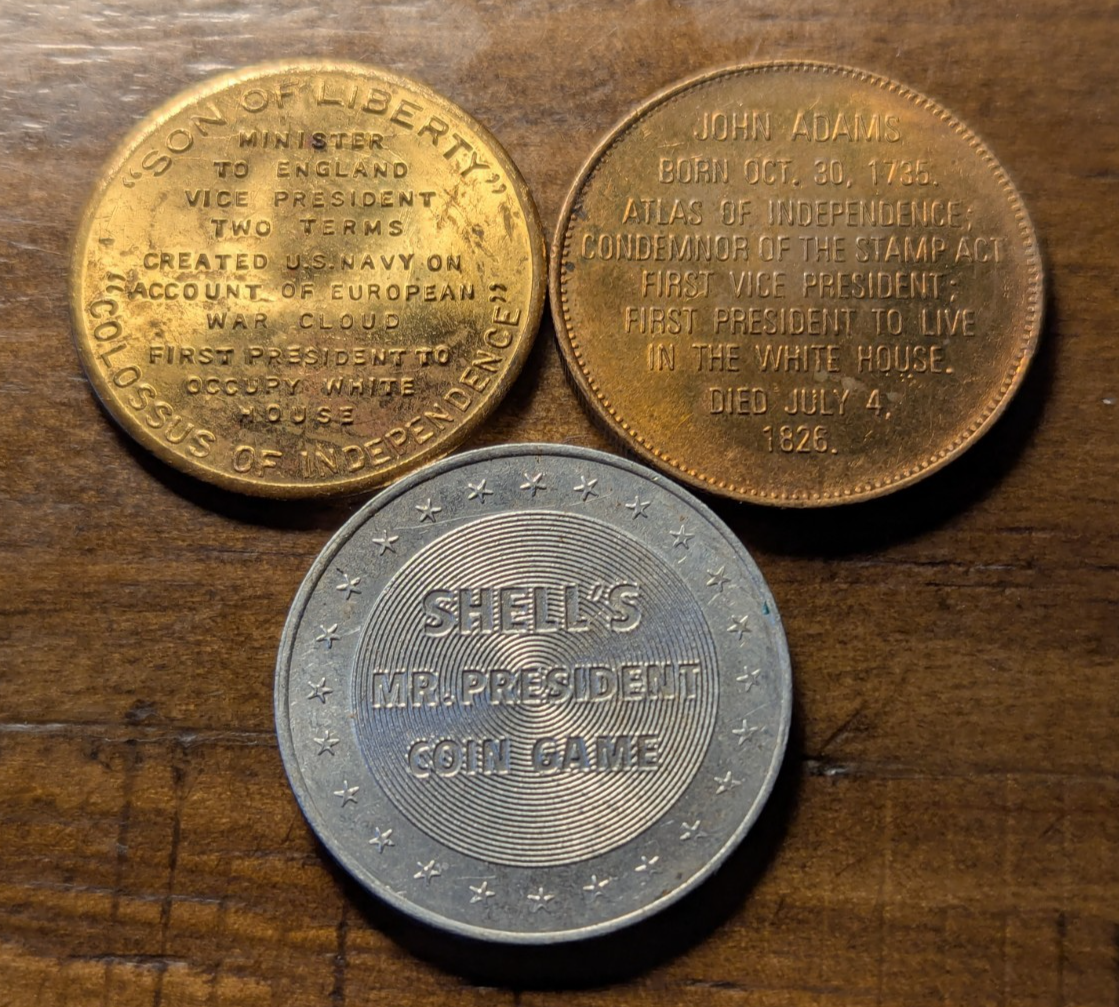 "SON OF LIBERTY"
MINISTER
TO ENGLAND
VICE PRESIDENT
TWO TERMS
CREATED U.S. NAVY ON
ACCOUNT OF EUROPEAN
WAR CLOUD
FIRST PRESIDENT TO
OCCUPY WHITE
HOUSE
"COLOSSUS OF INDEPENDENCE"
JOHN ADAMS
BORN OCT. 30, 1735.
ATLAS OF INDEPENDENCE;
CONDEMNOR OF THE STAMP ACT
FIRST VICE PRESIDENT;
FIRST PRESIDENT TO LIVE
IN THE WHITE HOUSE.
DIED JULY 4,
1826.
SHELL'S
MR. PRESIDENT
COIN GAME